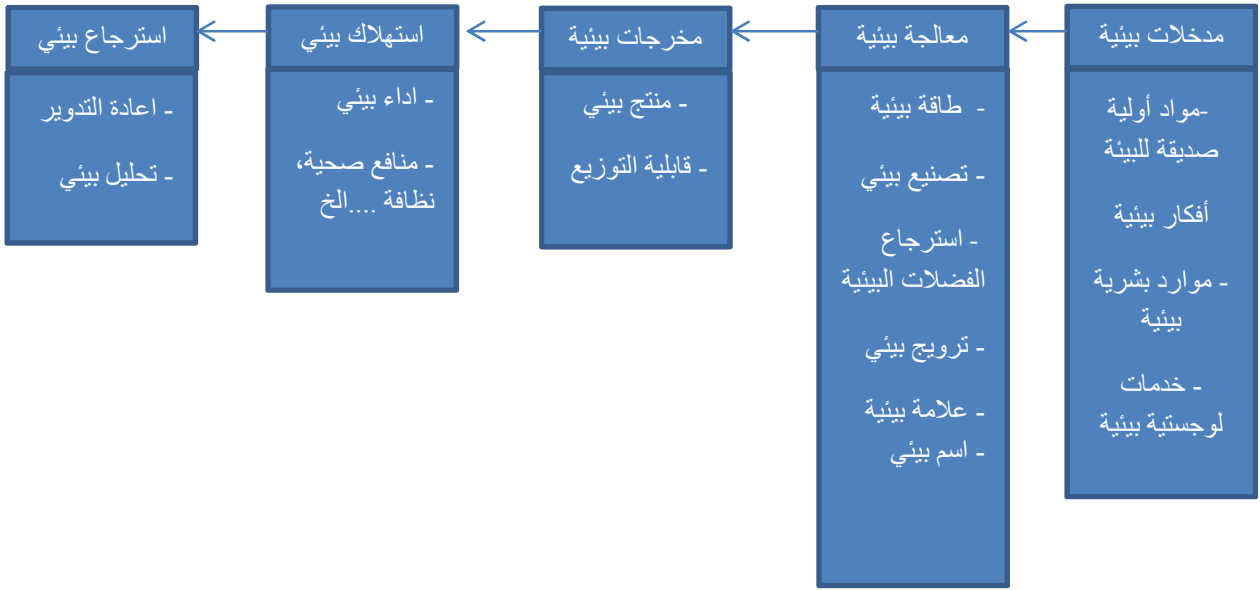 مدخلات بيئية
-مواد أولية
صديقة للبيئة
أفكار بيئية
- موارد بشرية
بيئية
- خدمات
لوجستية بيئية
معالجة بيئية
- طاقة بيئية
- تصنيع بيئي
- استرجاع
الفضلات البيئية
- ترويج بيئي
- علامة بيئية
- اسم بيئي
مخرجات بيئية
- منتج بيئي
- قابلية التوزيع
استهلاك بيئي
- اداء بيئي
- منافع صحية،
نظافة ....الخ
استرجاع بيئي
- اعادة التدوير
- تحليل بيئي